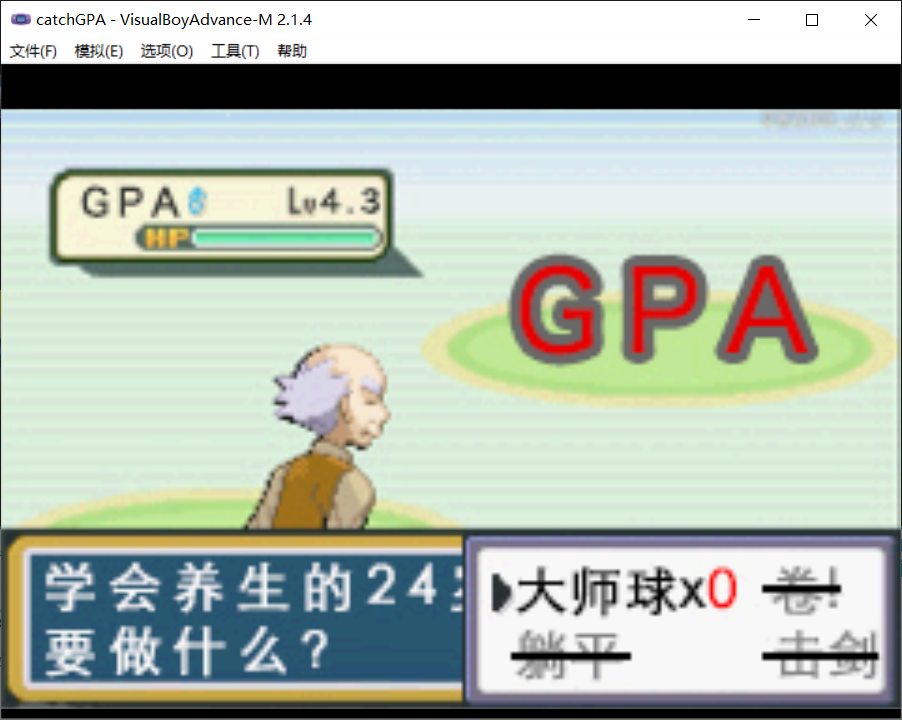 catchGPA - VisualBoyAdvance-M 2.1.4
文件(F) 模拟(E) 选项(O) 工具(T) 帮助
GPA♂ Lv4.3
HP
GPA
学会养生的24
要做什么?
大师球x0 卷!
躺平 击剑